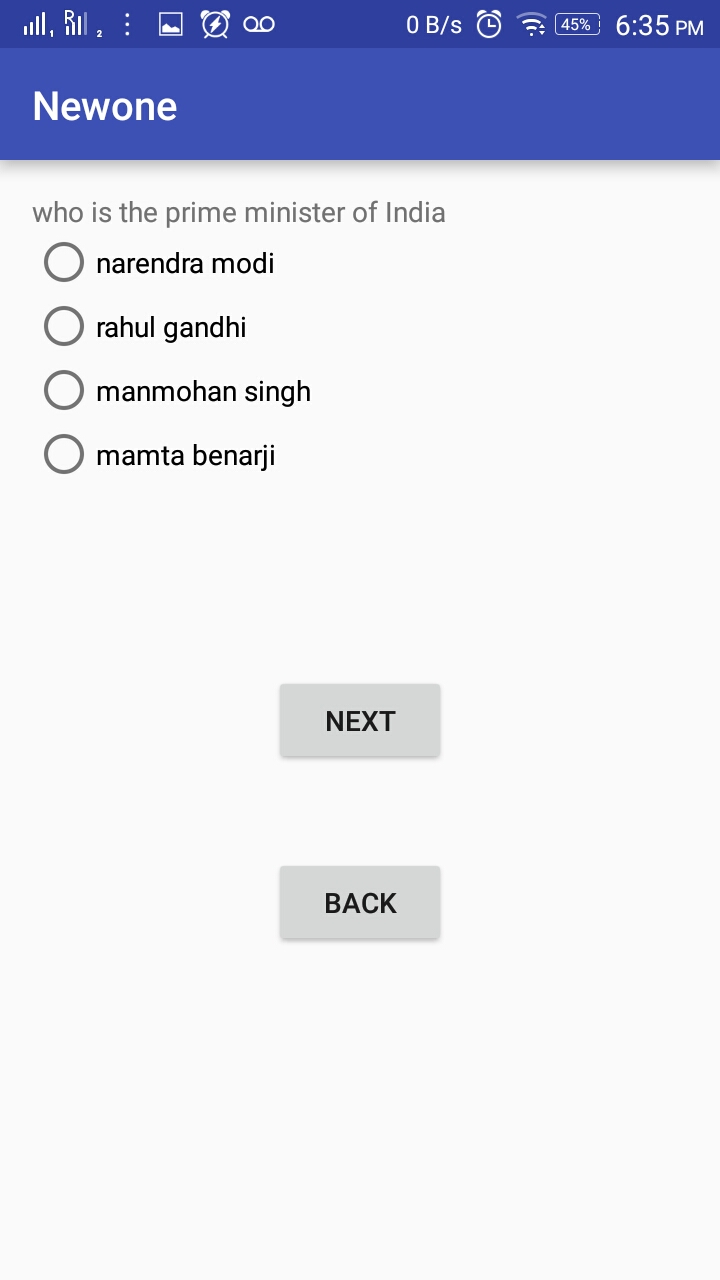 0 B/s 45% 6:35 PM
Newone
who is the prime minister of India
narendra modi
rahul gandhi
manmohan singh
mamta benarji
NEXT
BACK